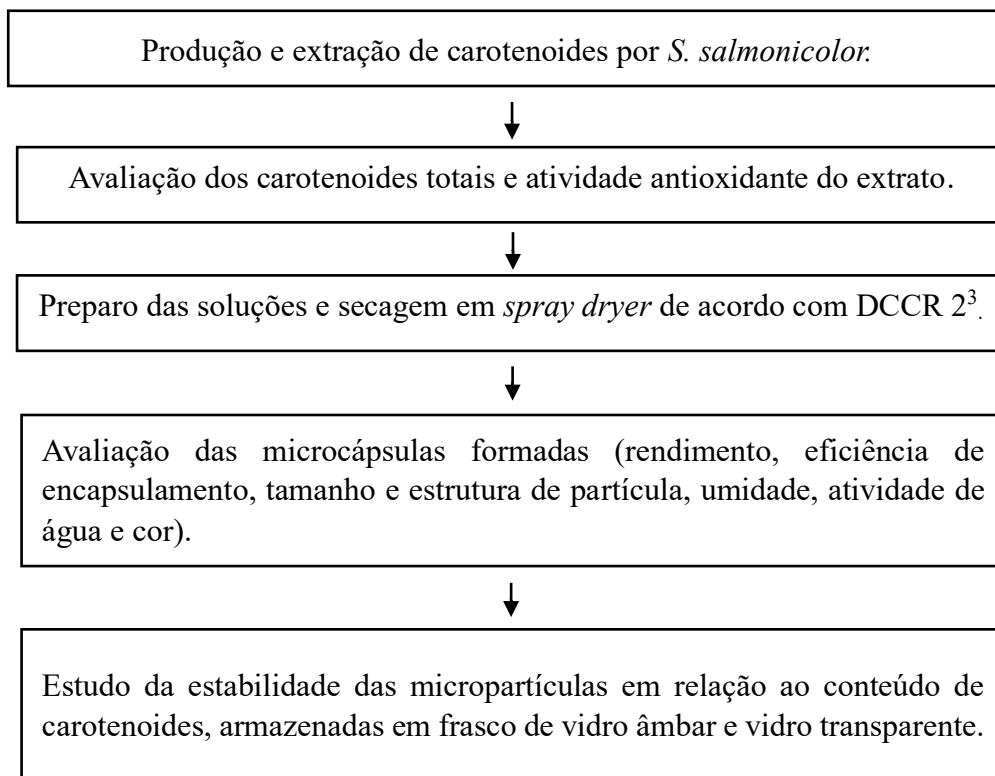 Produção e extração de carotenoides por S. salmonicolor.
Avaliação dos carotenoides totais e atividade antioxidante do extrato.
Preparo das soluções e secagem em spray dryer de acordo com DCCR 2³.
Avaliação das microcápsulas formadas (rendimento, eficiência de
encapsulamento, tamanho e estrutura de partícula, umidade, atividade de
água e cor).
Estudo da estabilidade das micropartículas em relação ao conteúdo de
carotenoides, armazenadas em frasco de vidro âmbar e vidro transparente.